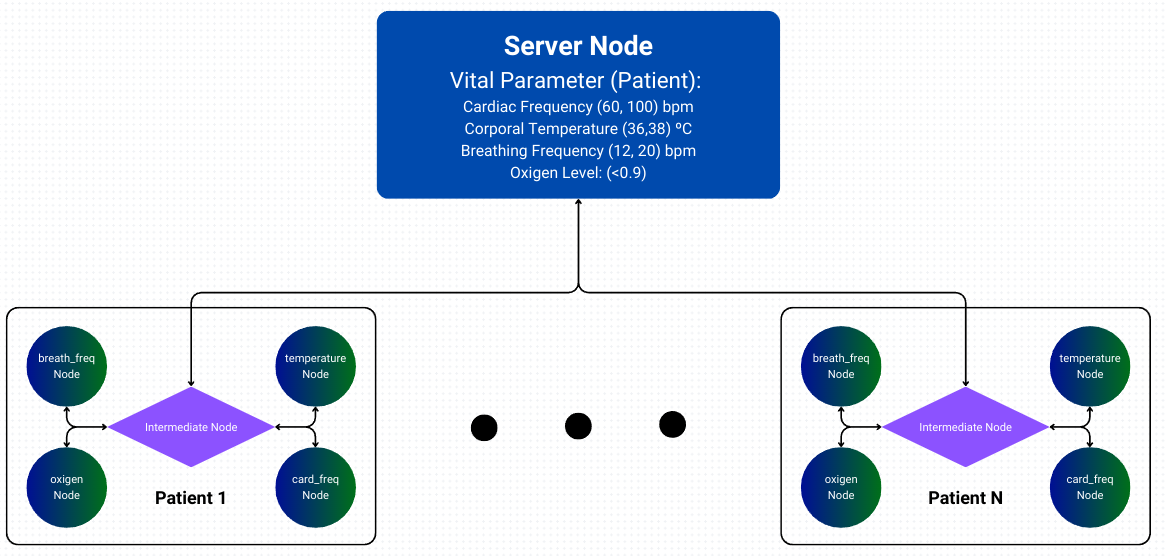 Server Node
Vital Parameter (Patient):
Cardiac Frequency (60, 100) bpm
Corporal Temperature (36,38) ºC
Breathing Frequency (12, 20) bpm
Oxigen Level: (<0.9)
breath_freq
Node
temperature
Node
Intermediate Node
oxigen
Node
card_freq
Node
Patient 1
breath_freq
Node
temperature
Node
Intermediate Node
oxigen
Node
card_freq
Node
Patient N